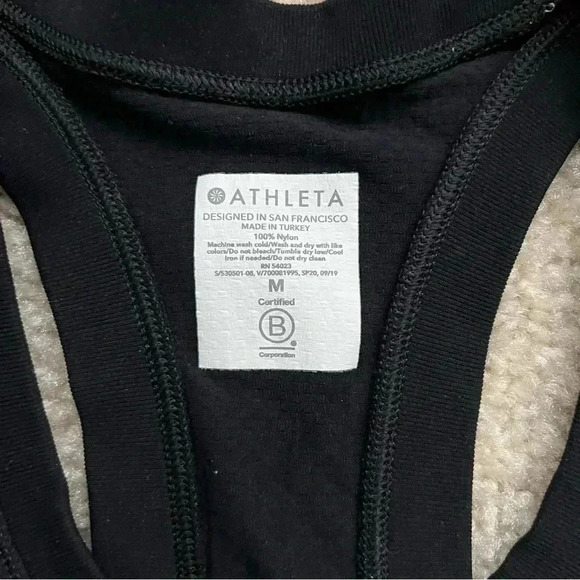 ATHLETA
DESIGNED IN SAN FRANCISCO
MADE IN TURKEY
100% Nylon
Machine wash cold/Wash and dry with like
colors/Do not bleach/Tumble dry low/Cool
Iron if needed/Do not dry clean
RN 54023
S/530501-08, V/700081995, SP20, 09/19
M
Certified
B
Corporation